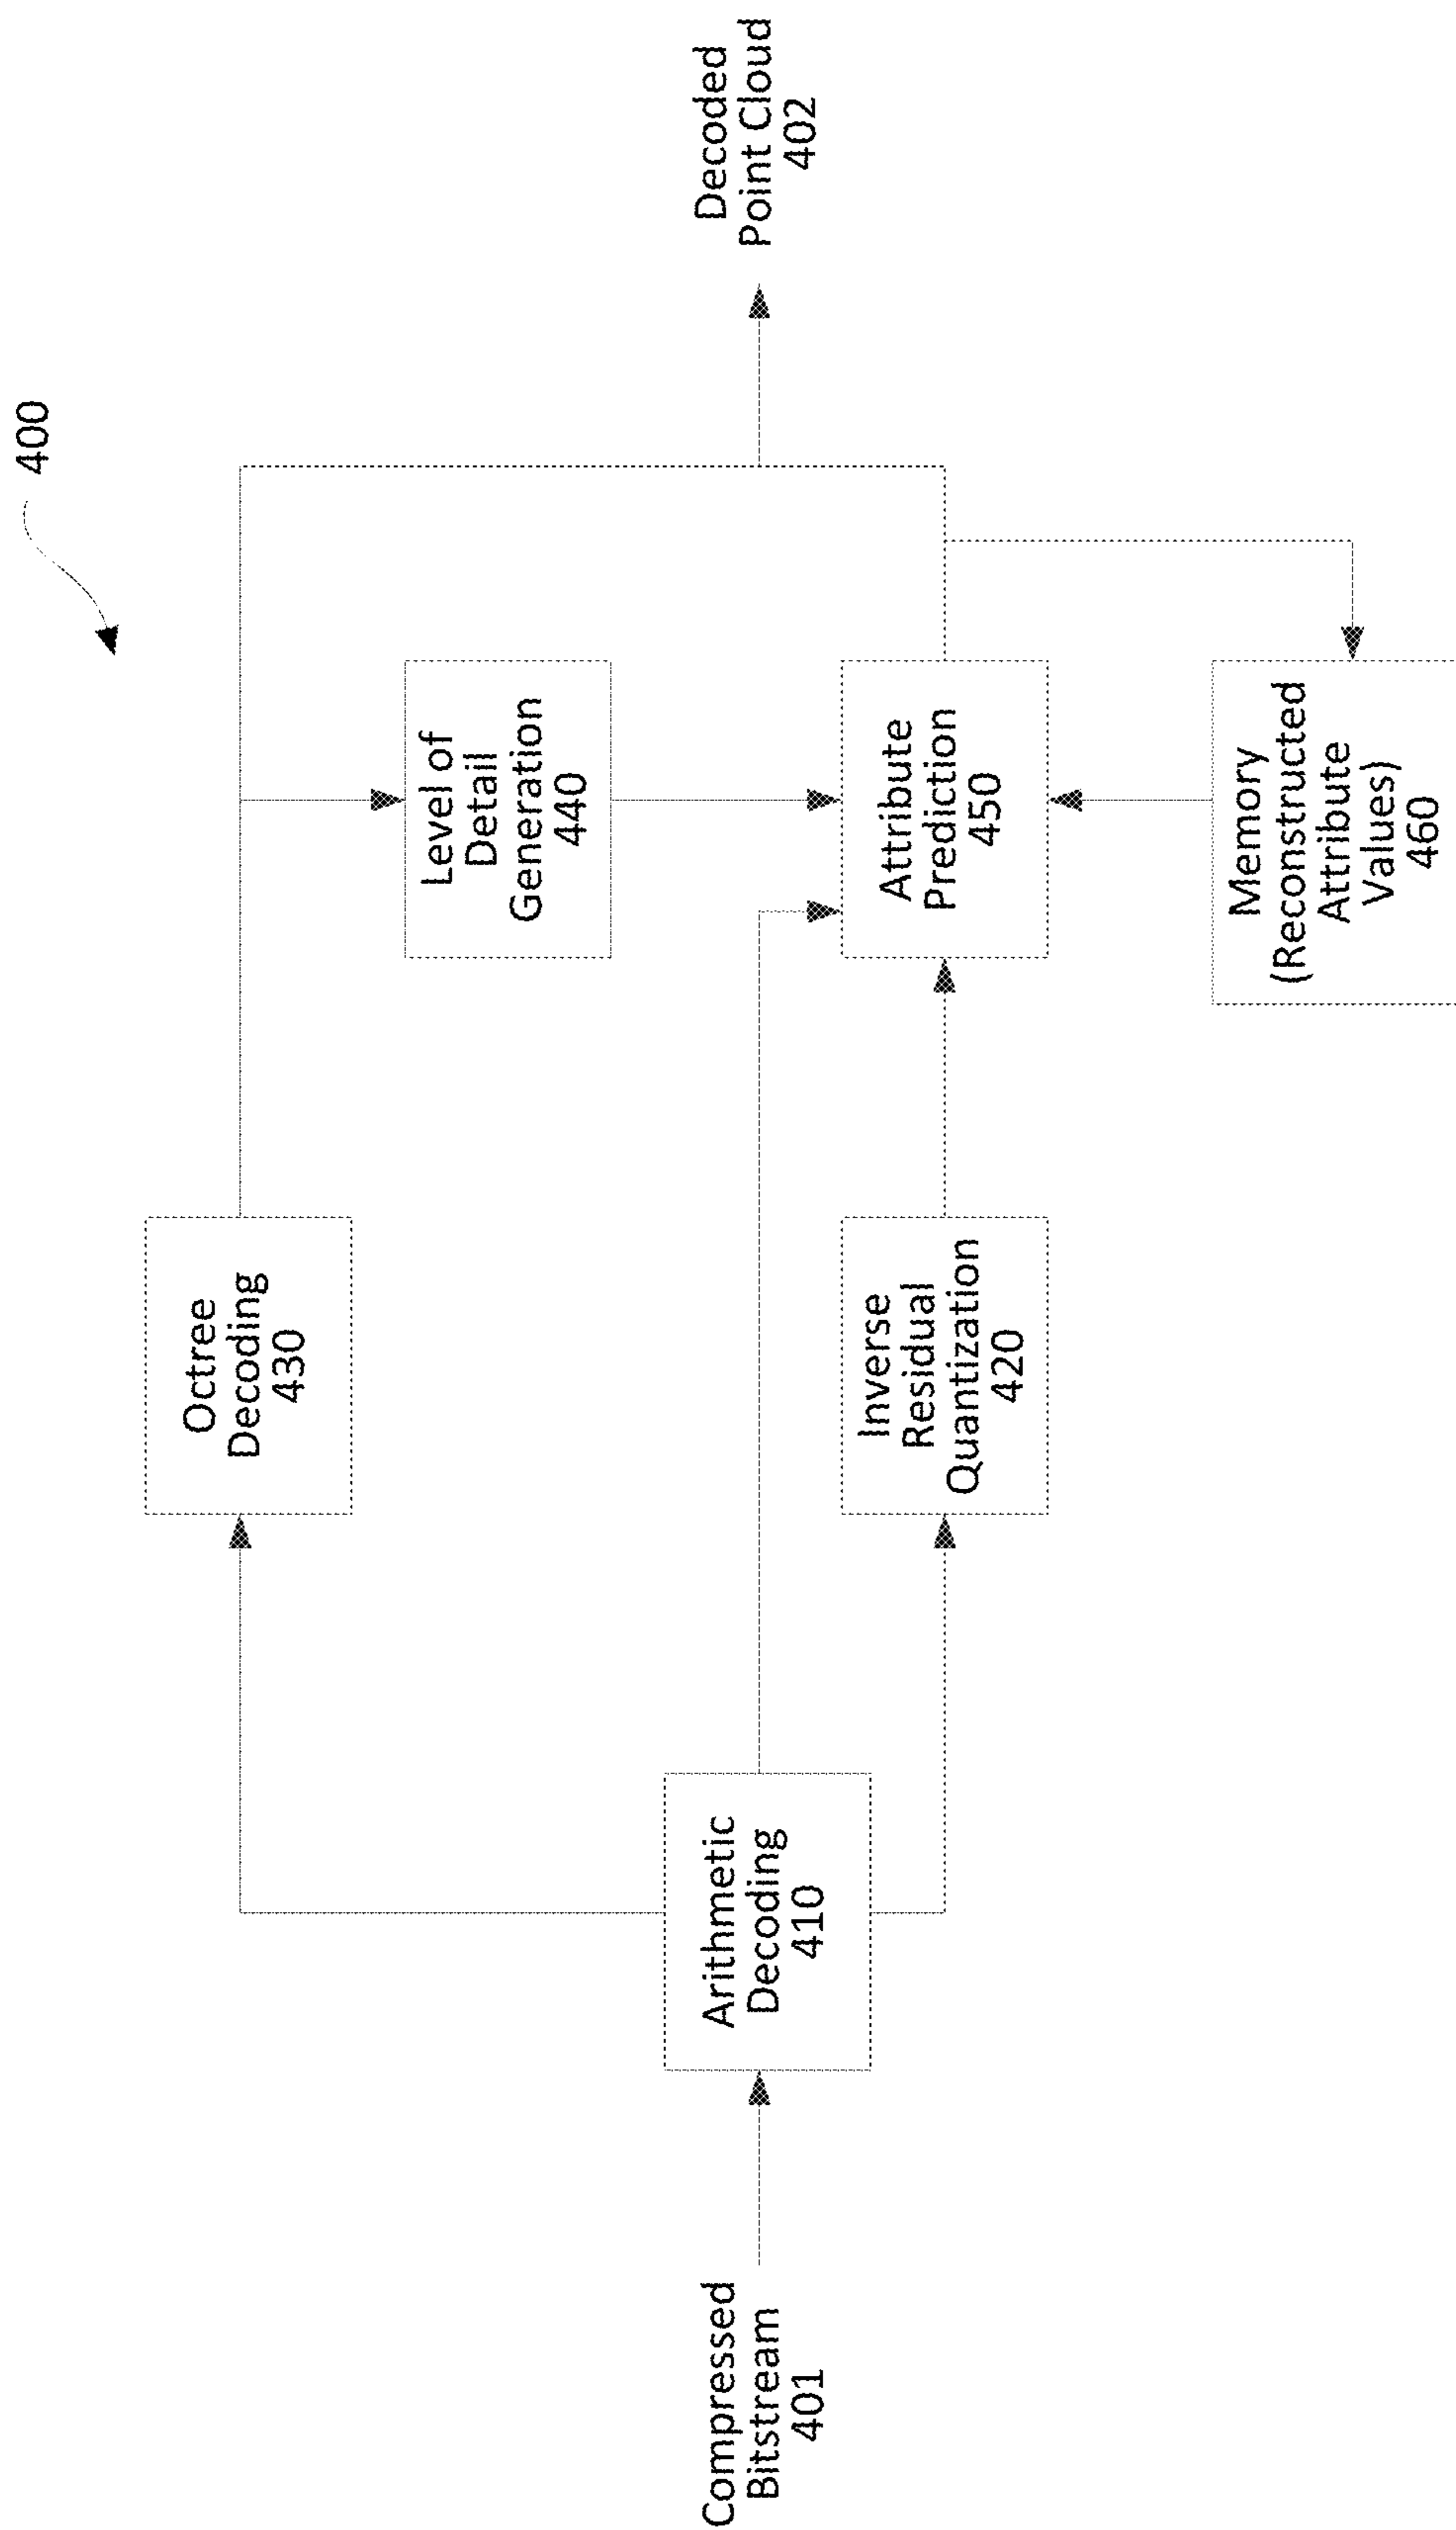 400
Octree
Decoding
430
Level of
Detail
Generation
440
Compressed
Bitstream
401
Arithmetic
Decoding
410
Decoded
Point Cloud
402
Inverse
Residual
Quantization
420
Attribute
Prediction
450
Memory
(Reconstructed
Attribute
Values)
460